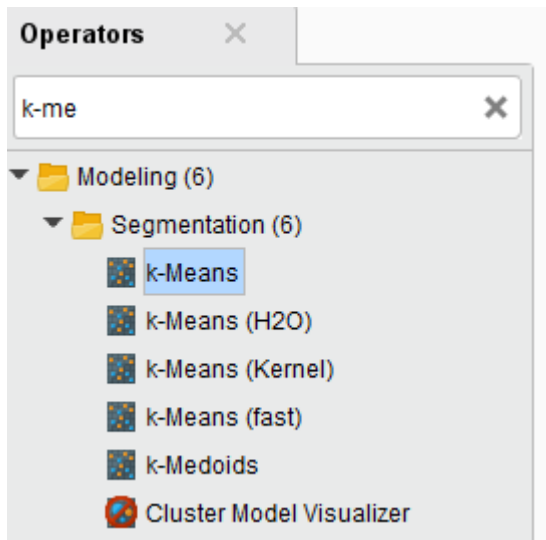 Operators
k-me
Modeling (6)
Segmentation (6)
k-Means
k-Means (H2O)
k-Means (Kernel)
k-Means (fast)
k-Medoids
Cluster Model Visualizer